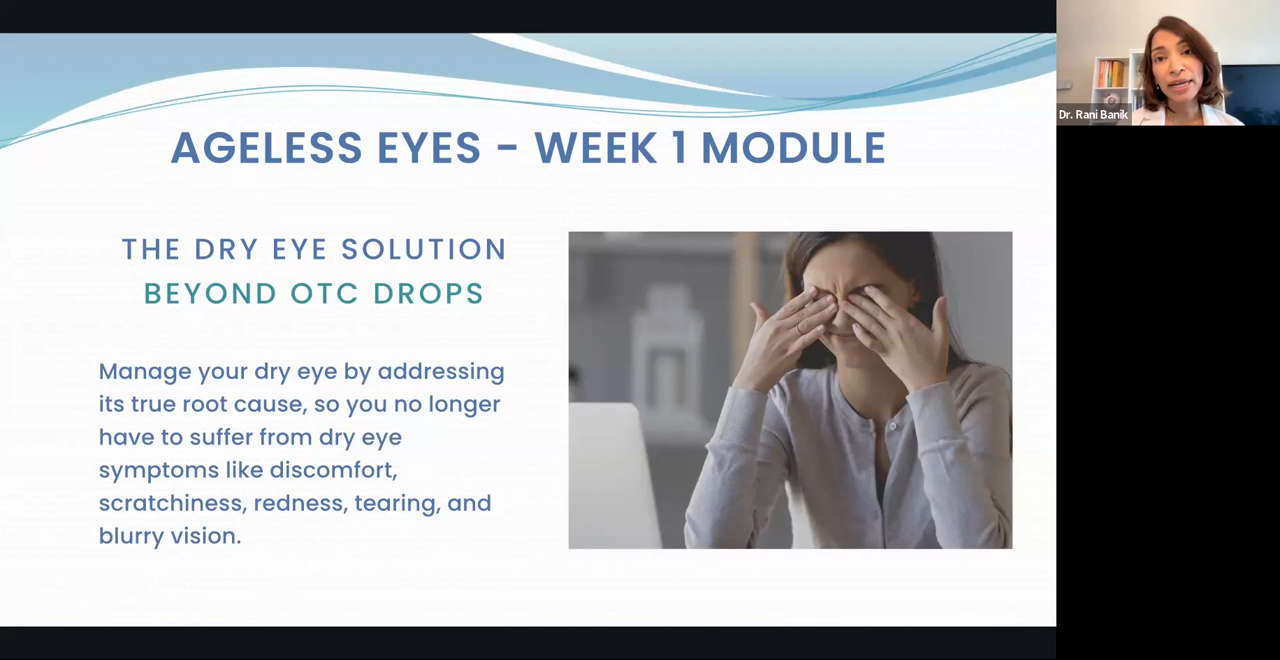 AGELESS EYES - WEEK 1 MODULE
THE DRY EYE SOLUTION
BEYOND OTC DROPS
Manage your dry eye by addressing
its true root cause, so you no longer
have to suffer from dry eye
symptoms like discomfort,
scratchiness, redness, tearing, and
blurry vision.
Dr. Rani Banik